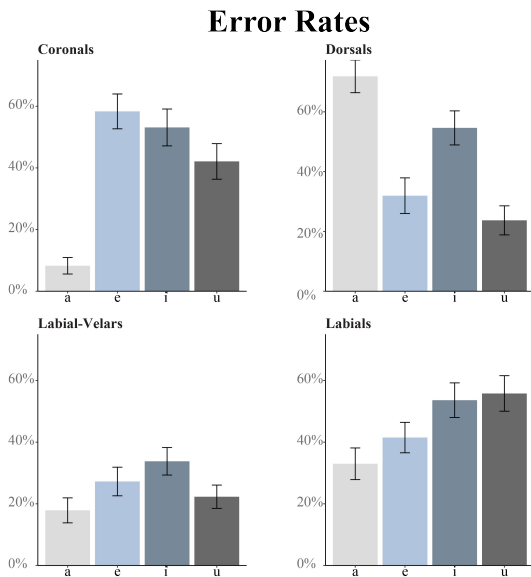 Error Rates
Coronals
60%
40%
20%
0%
a e i u
Dorsals
60%
40%
20%
0%
a e i u
Labial-Velars
60%
40%
20%
0%
a e i u
Labials
60%
40%
20%
0%
a e i u